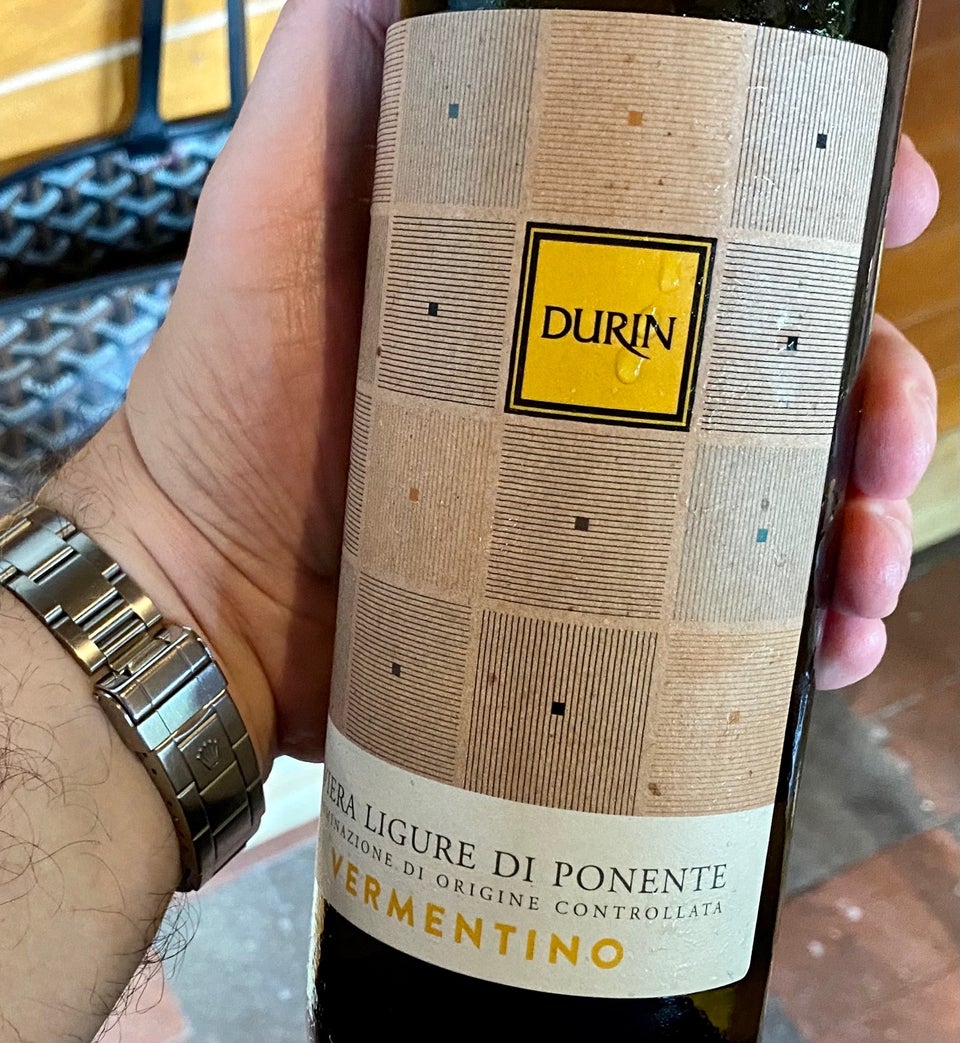 DURIN
IERA LIGURE DI PONENTE
MINAZIONE DI ORIGINE CONTROLLATA
VERMENTINO